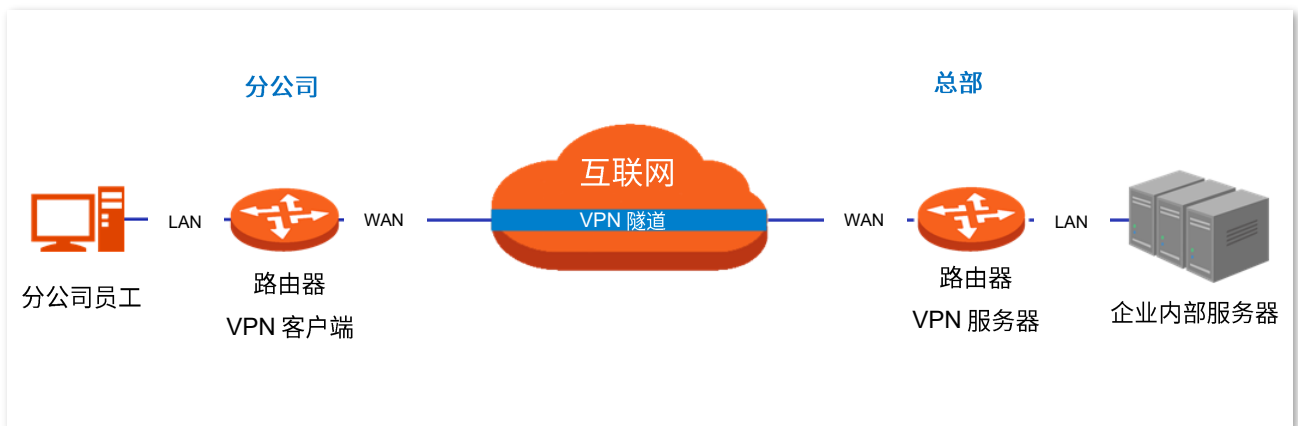 分公司
总部
互联网
VPN 隧道
LAN
WAN
WAN
LAN
分公司员工
路由器
VPN 客户端
路由器
VPN 服务器
企业内部服务器